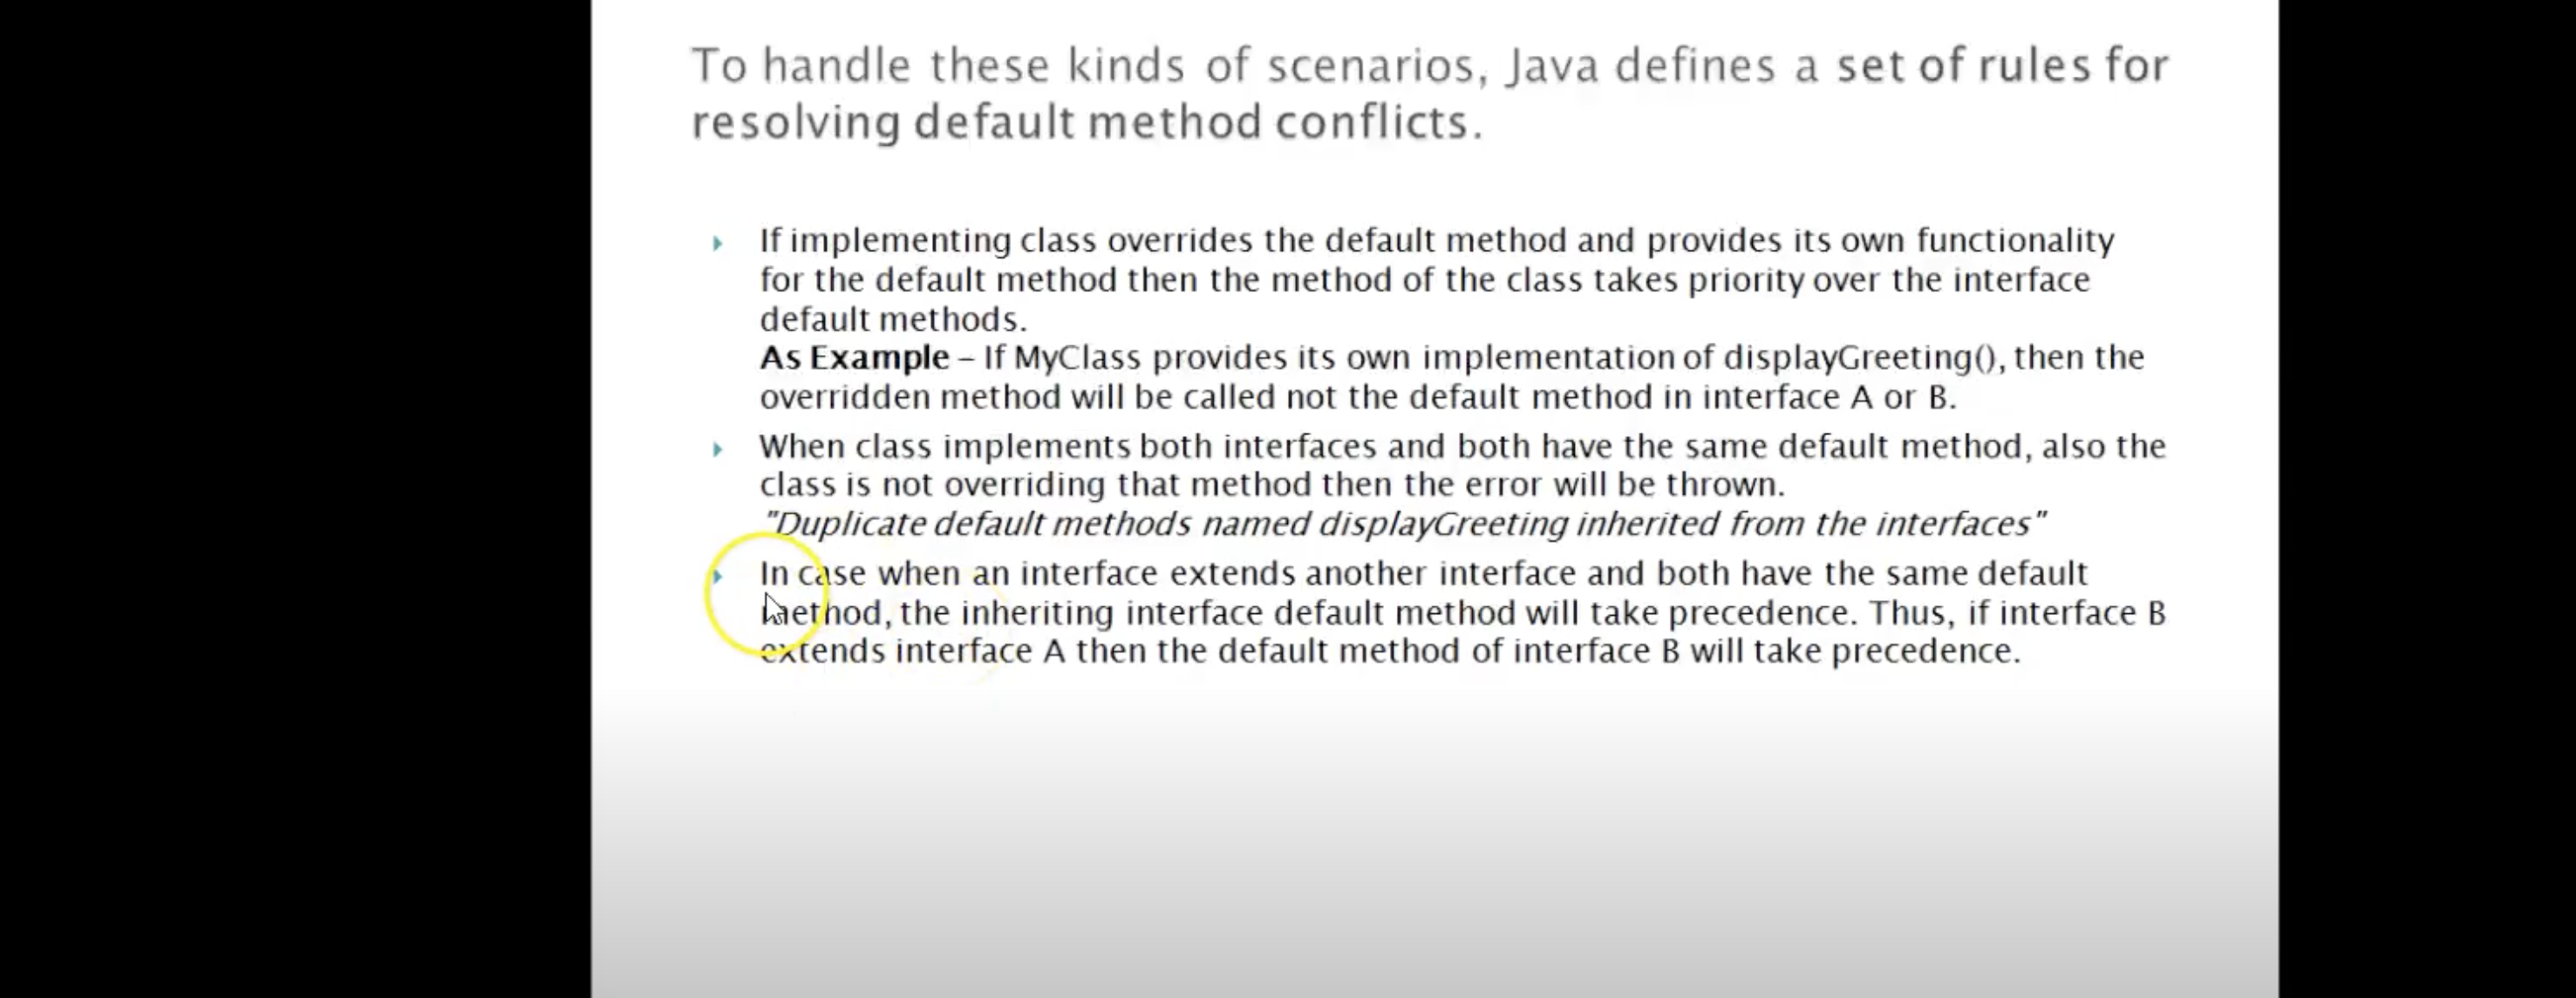 To handle these kinds of scenarios, Java defines a set of rules for
resolving default method conflicts.
If implementing class overrides the default method and provides its own functionality
for the default method then the method of the class takes priority over the interface
default methods.
As Example – If MyClass provides its own implementation of displayGreeting(), then the
overridden method will be called not the default method in interface A or B.
When class implements both interfaces and both have the same default method, also the
class is not overriding that method then the error will be thrown.
"Duplicate default methods named displayGreeting inherited from the interfaces"
In case when an interface extends another interface and both have the same default
method, the inheriting interface default method will take precedence. Thus, if interface B
extends interface A then the default method of interface B will take precedence.